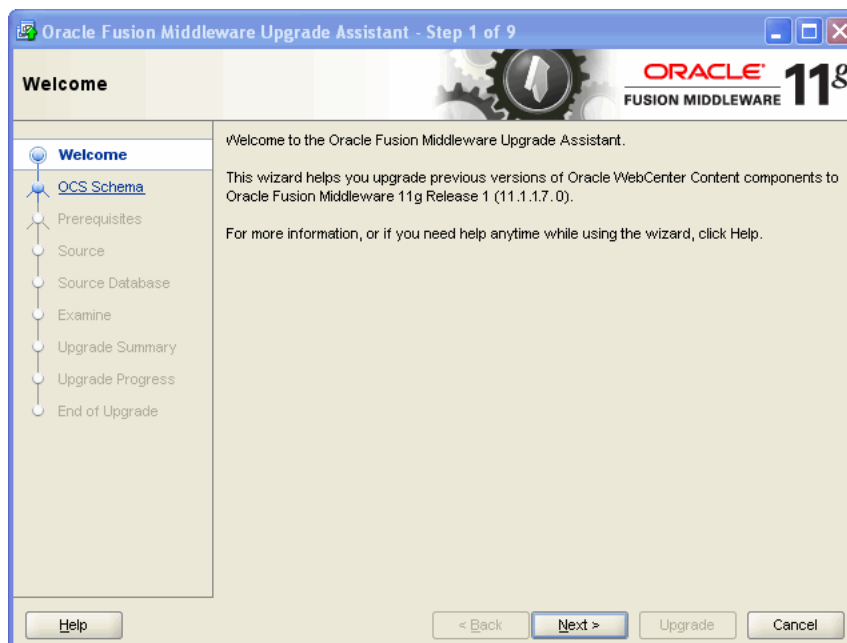 Oracle Fusion Middleware Upgrade Assistant - Step 1 of 9
Welcome
ORACLE
FUSION MIDDLEWARE
11g
Welcome
OCS Schema
Prerequisites
Source
Source Database
Examine
Upgrade Summary
Upgrade Progress
End of Upgrade
Welcome to the Oracle Fusion Middleware Upgrade Assistant.
This wizard helps you upgrade previous versions of Oracle WebCenter Content components to
Oracle Fusion Middleware 11g Release 1 (11.1.1.7.0).
For more information, or if you need help anytime while using the wizard, click Help.
Help
< Back
Next >
Upgrade
Cancel